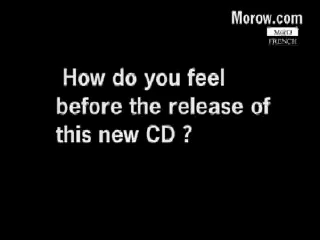 Morow.com
FRENCH
How do you feel
before the release of
this new CD ?